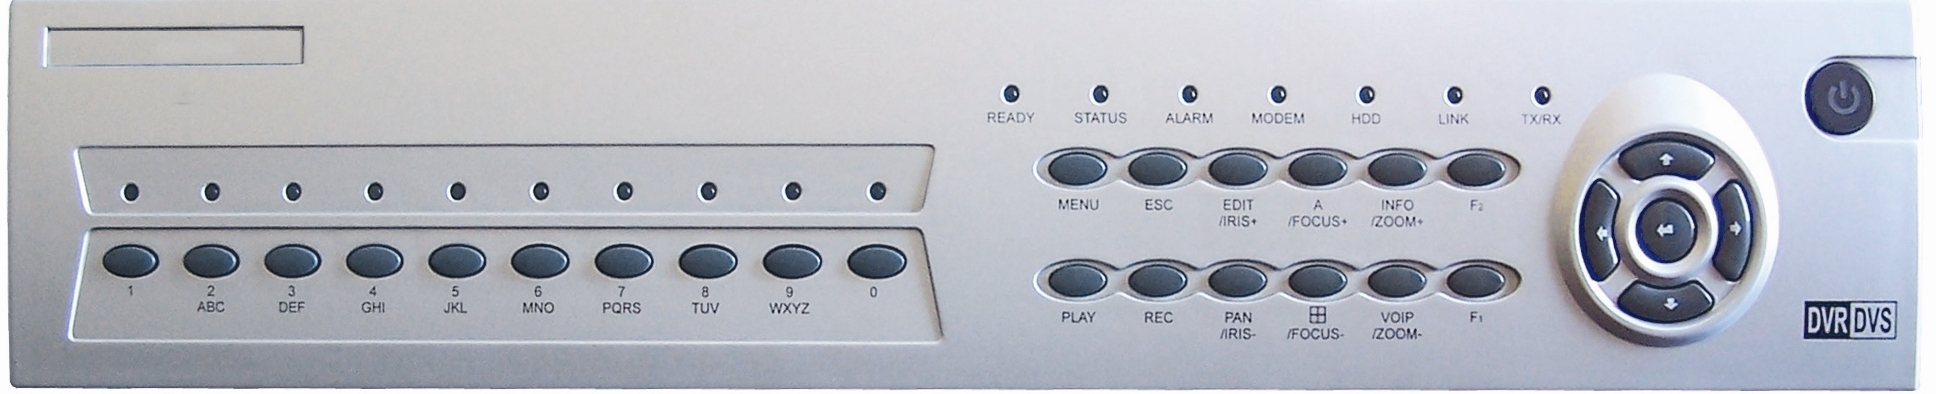 READY STATUS ALARM MODEM HDD LINK TX/RX
MENU ESC EDIT A INFO F2
/IRIS+ /FOCUS+ /ZOOM+
1 2 3 4 5 6 7 8 9 0
ABC DEF GHI JKL MNO PQRS TUV WXYZ
PLAY REC PAN VOIP F1
/IRIS- /FOCUS- /ZOOM-
DVR DVS